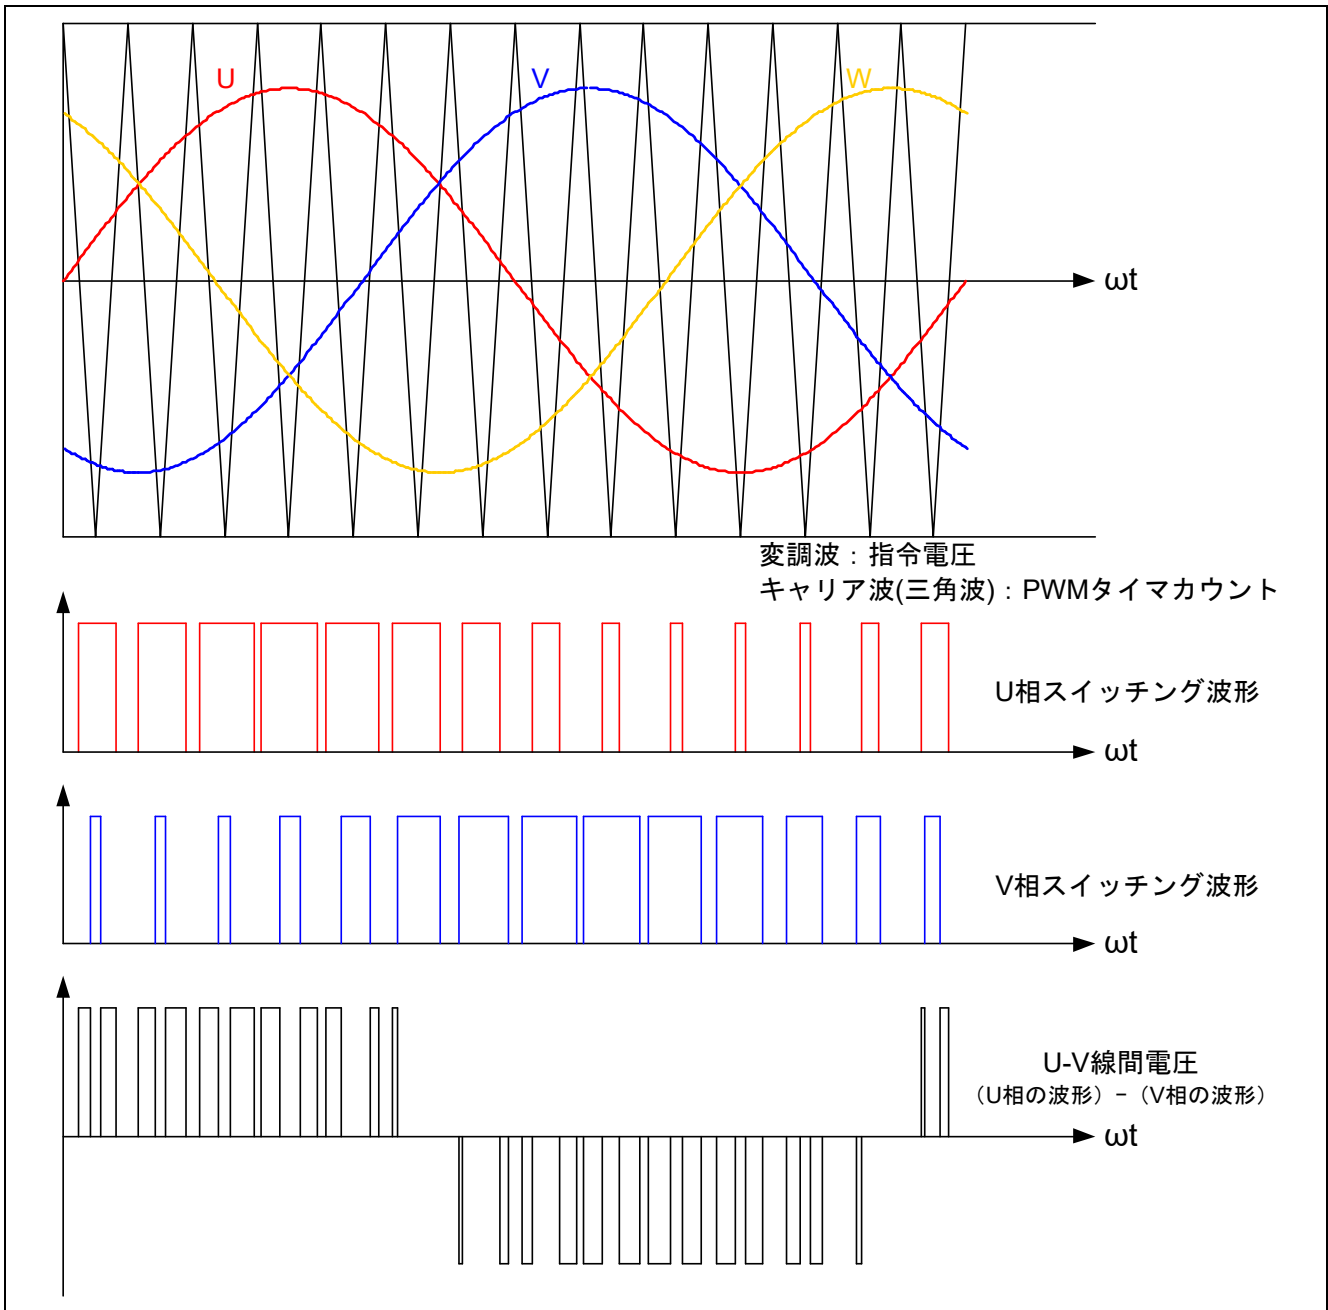 U
V
W
ωt
変調波：指令電圧
キャリア波(三角波)：PWMタイマカウント
U相スイッチング波形
ωt
V相スイッチング波形
ωt
U-V線間電圧
（U相の波形）-（V相の波形）
ωt